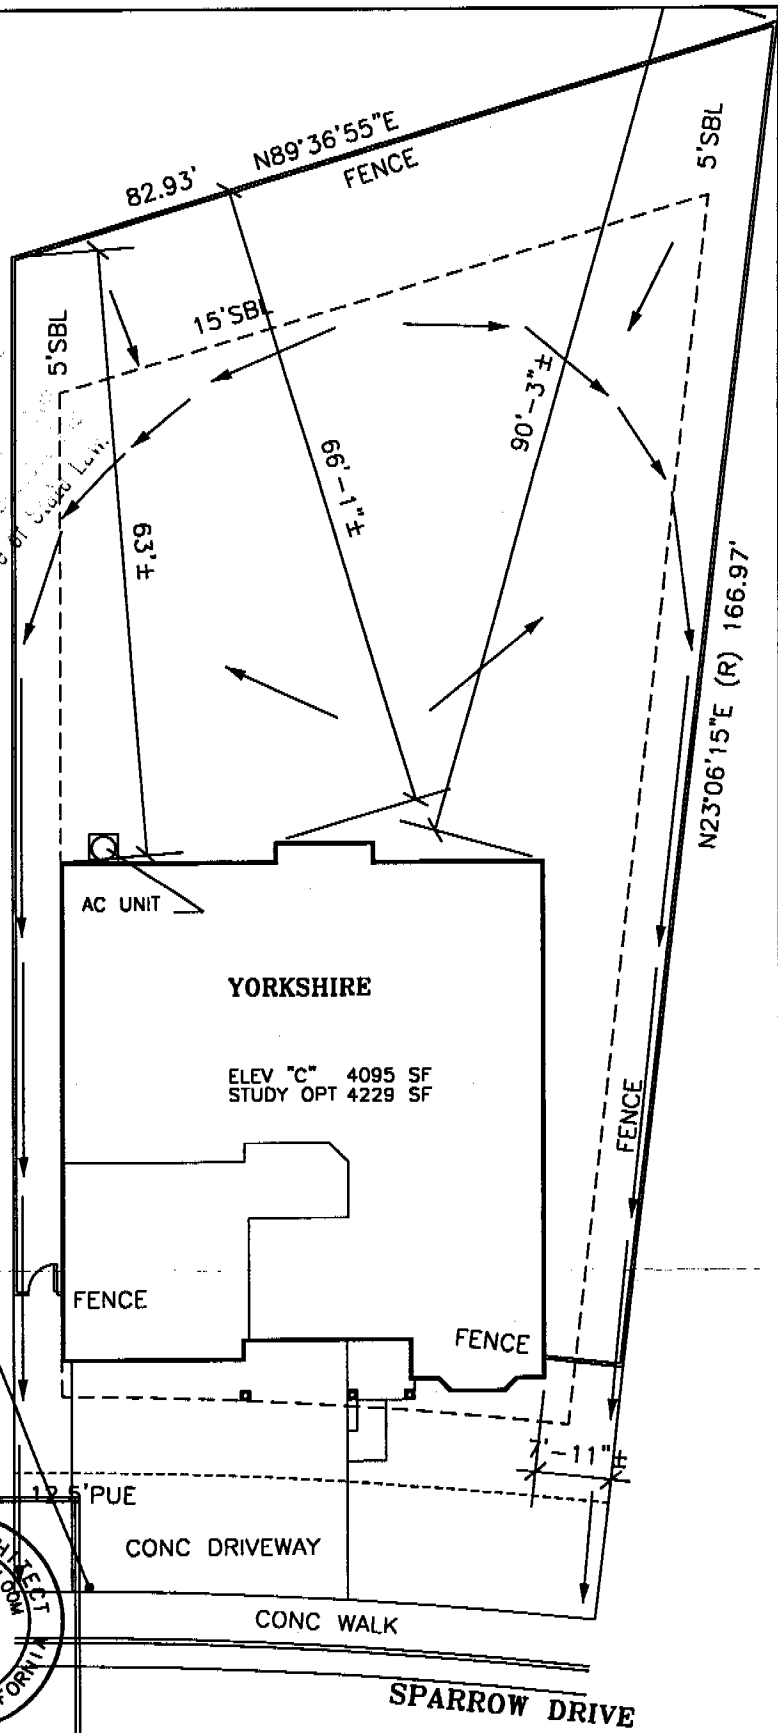 82.93'
N89°36'55"E
FENCE
5'SBL
15'SBL
5'SBL
90'-3"±
66'-1"±
63'±
State Law.
N23°06'15"E (R) 166.97'
AC UNIT
YORKSHIRE
ELEV "C" 4095 SF
STUDY OPT 4229 SF
FENCE
FENCE
FENCE
7'-11"±
12.5'PUE
CONC DRIVEWAY
CONC WALK
SPARROW DRIVE